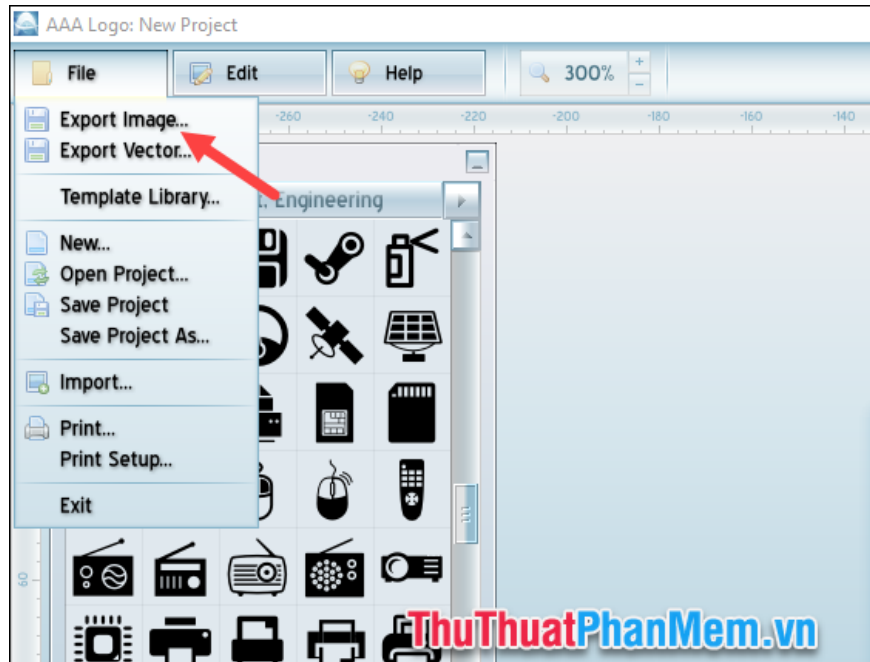 AAA Logo: New Project
File Edit Help 300% + -
-260 -240 -220 -200 -180 -160 -140
Export Image...
Export Vector...
Template Library...
t. Engineering
New...
Open Project...
Save Project
Save Project As...
Import...
Print...
Print Setup...
Exit
60
ThuThuatPhanMem.vn